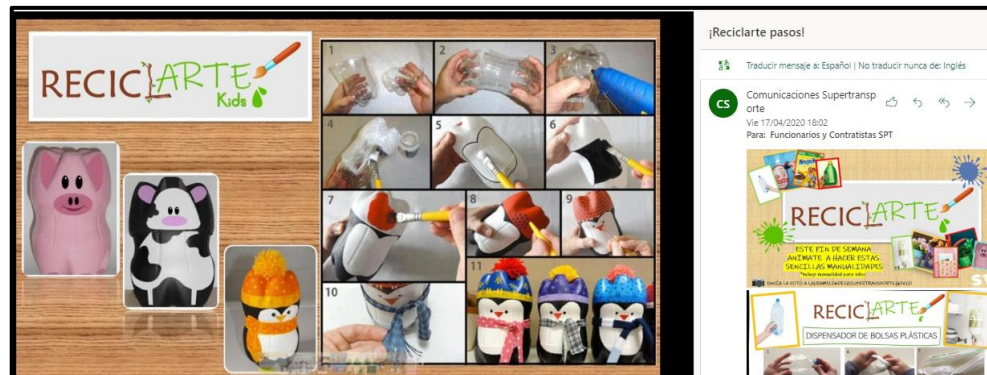 RECICLARTE
Kids
1
2
3
4
5
6
7
8
9
10
11
¡Reciclarte pasos!
Traducir mensaje a: Español | No traducir nunca de: Inglés
CS
Comunicaciones Supertransp
orte
Vie 17/04/2020 18:02
Para: Funcionarios y Contratistas SPT
RECICLARTE
ESTE FIN DE SEMANA
ANÍMATE A HACER ESTAS
SENCILLAS MANUALIDADES
RECICLARTE
DISPENSADOR DE BOLSAS PLÁSTICAS